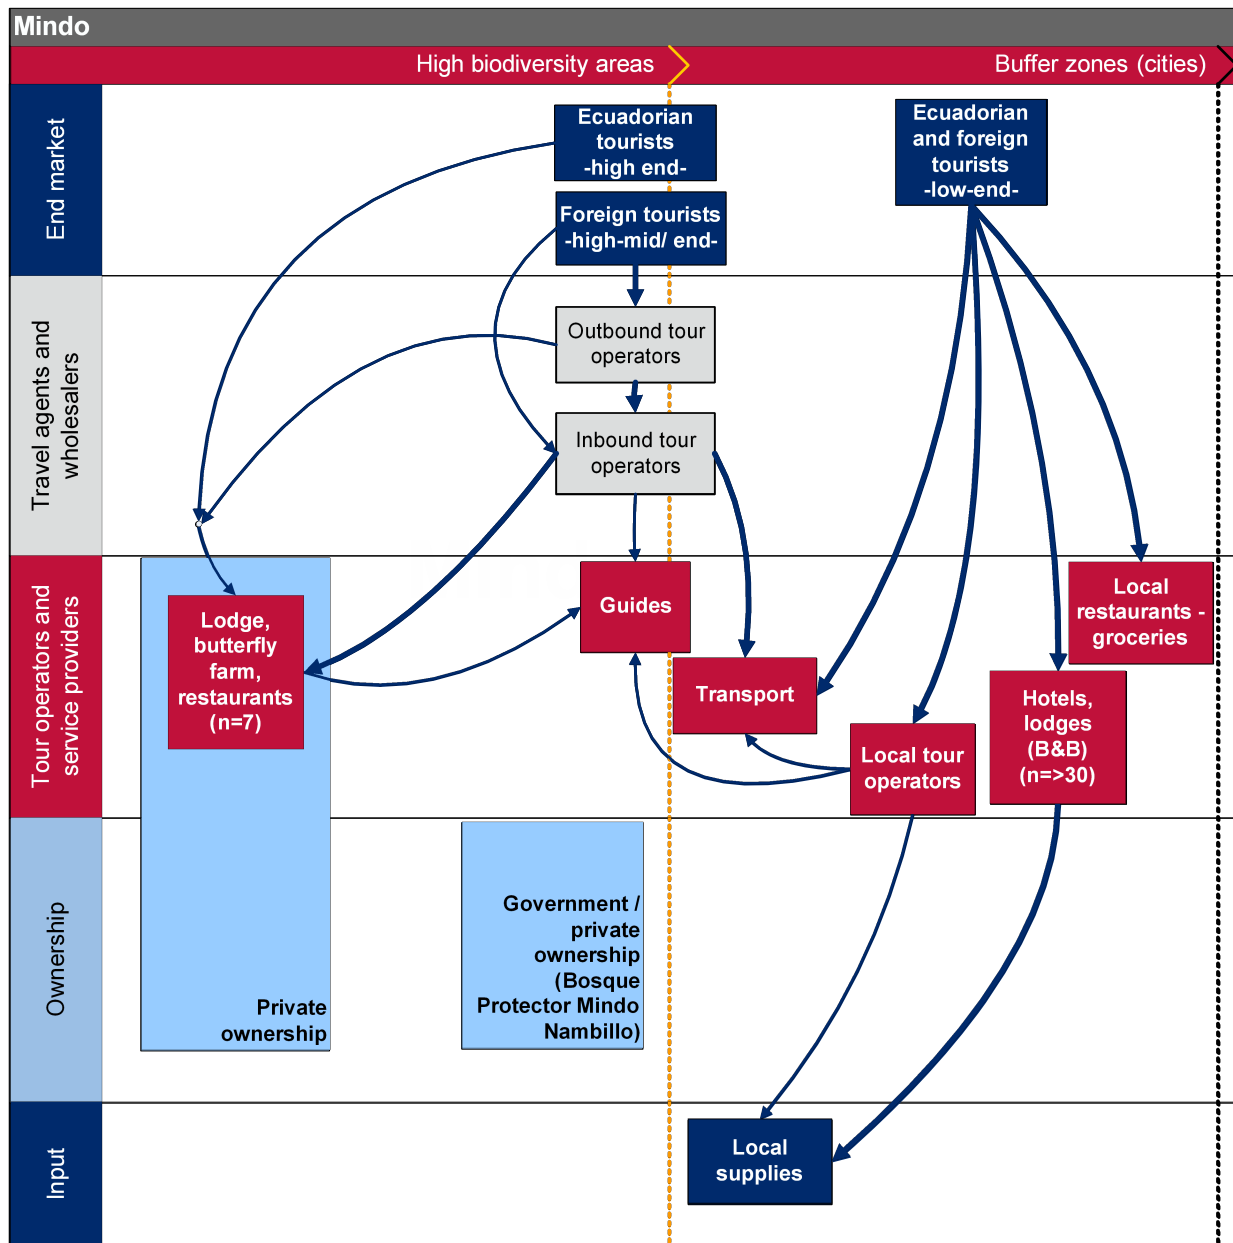 Mindo
High biodiversity areas
Buffer zones (cities)
End market
Ecuadorian
tourists
-high end-
Foreign tourists
-high-mid/ end-
Ecuadorian
and foreign
tourists
-low-end-
Travel agents and
wholesalers
Outbound tour
operators
Inbound tour
operators
Tour operators and
service providers
Lodge,
butterfly
farm,
restaurants
(n=7)
Guides
Transport
Local tour
operators
Hotels,
lodges
(B&B)
(n=>30)
Local
restaurants -
groceries
Ownership
Private
ownership
Government /
private
ownership
(Bosque
Protector Mindo
Nambillo)
Input
Local
supplies